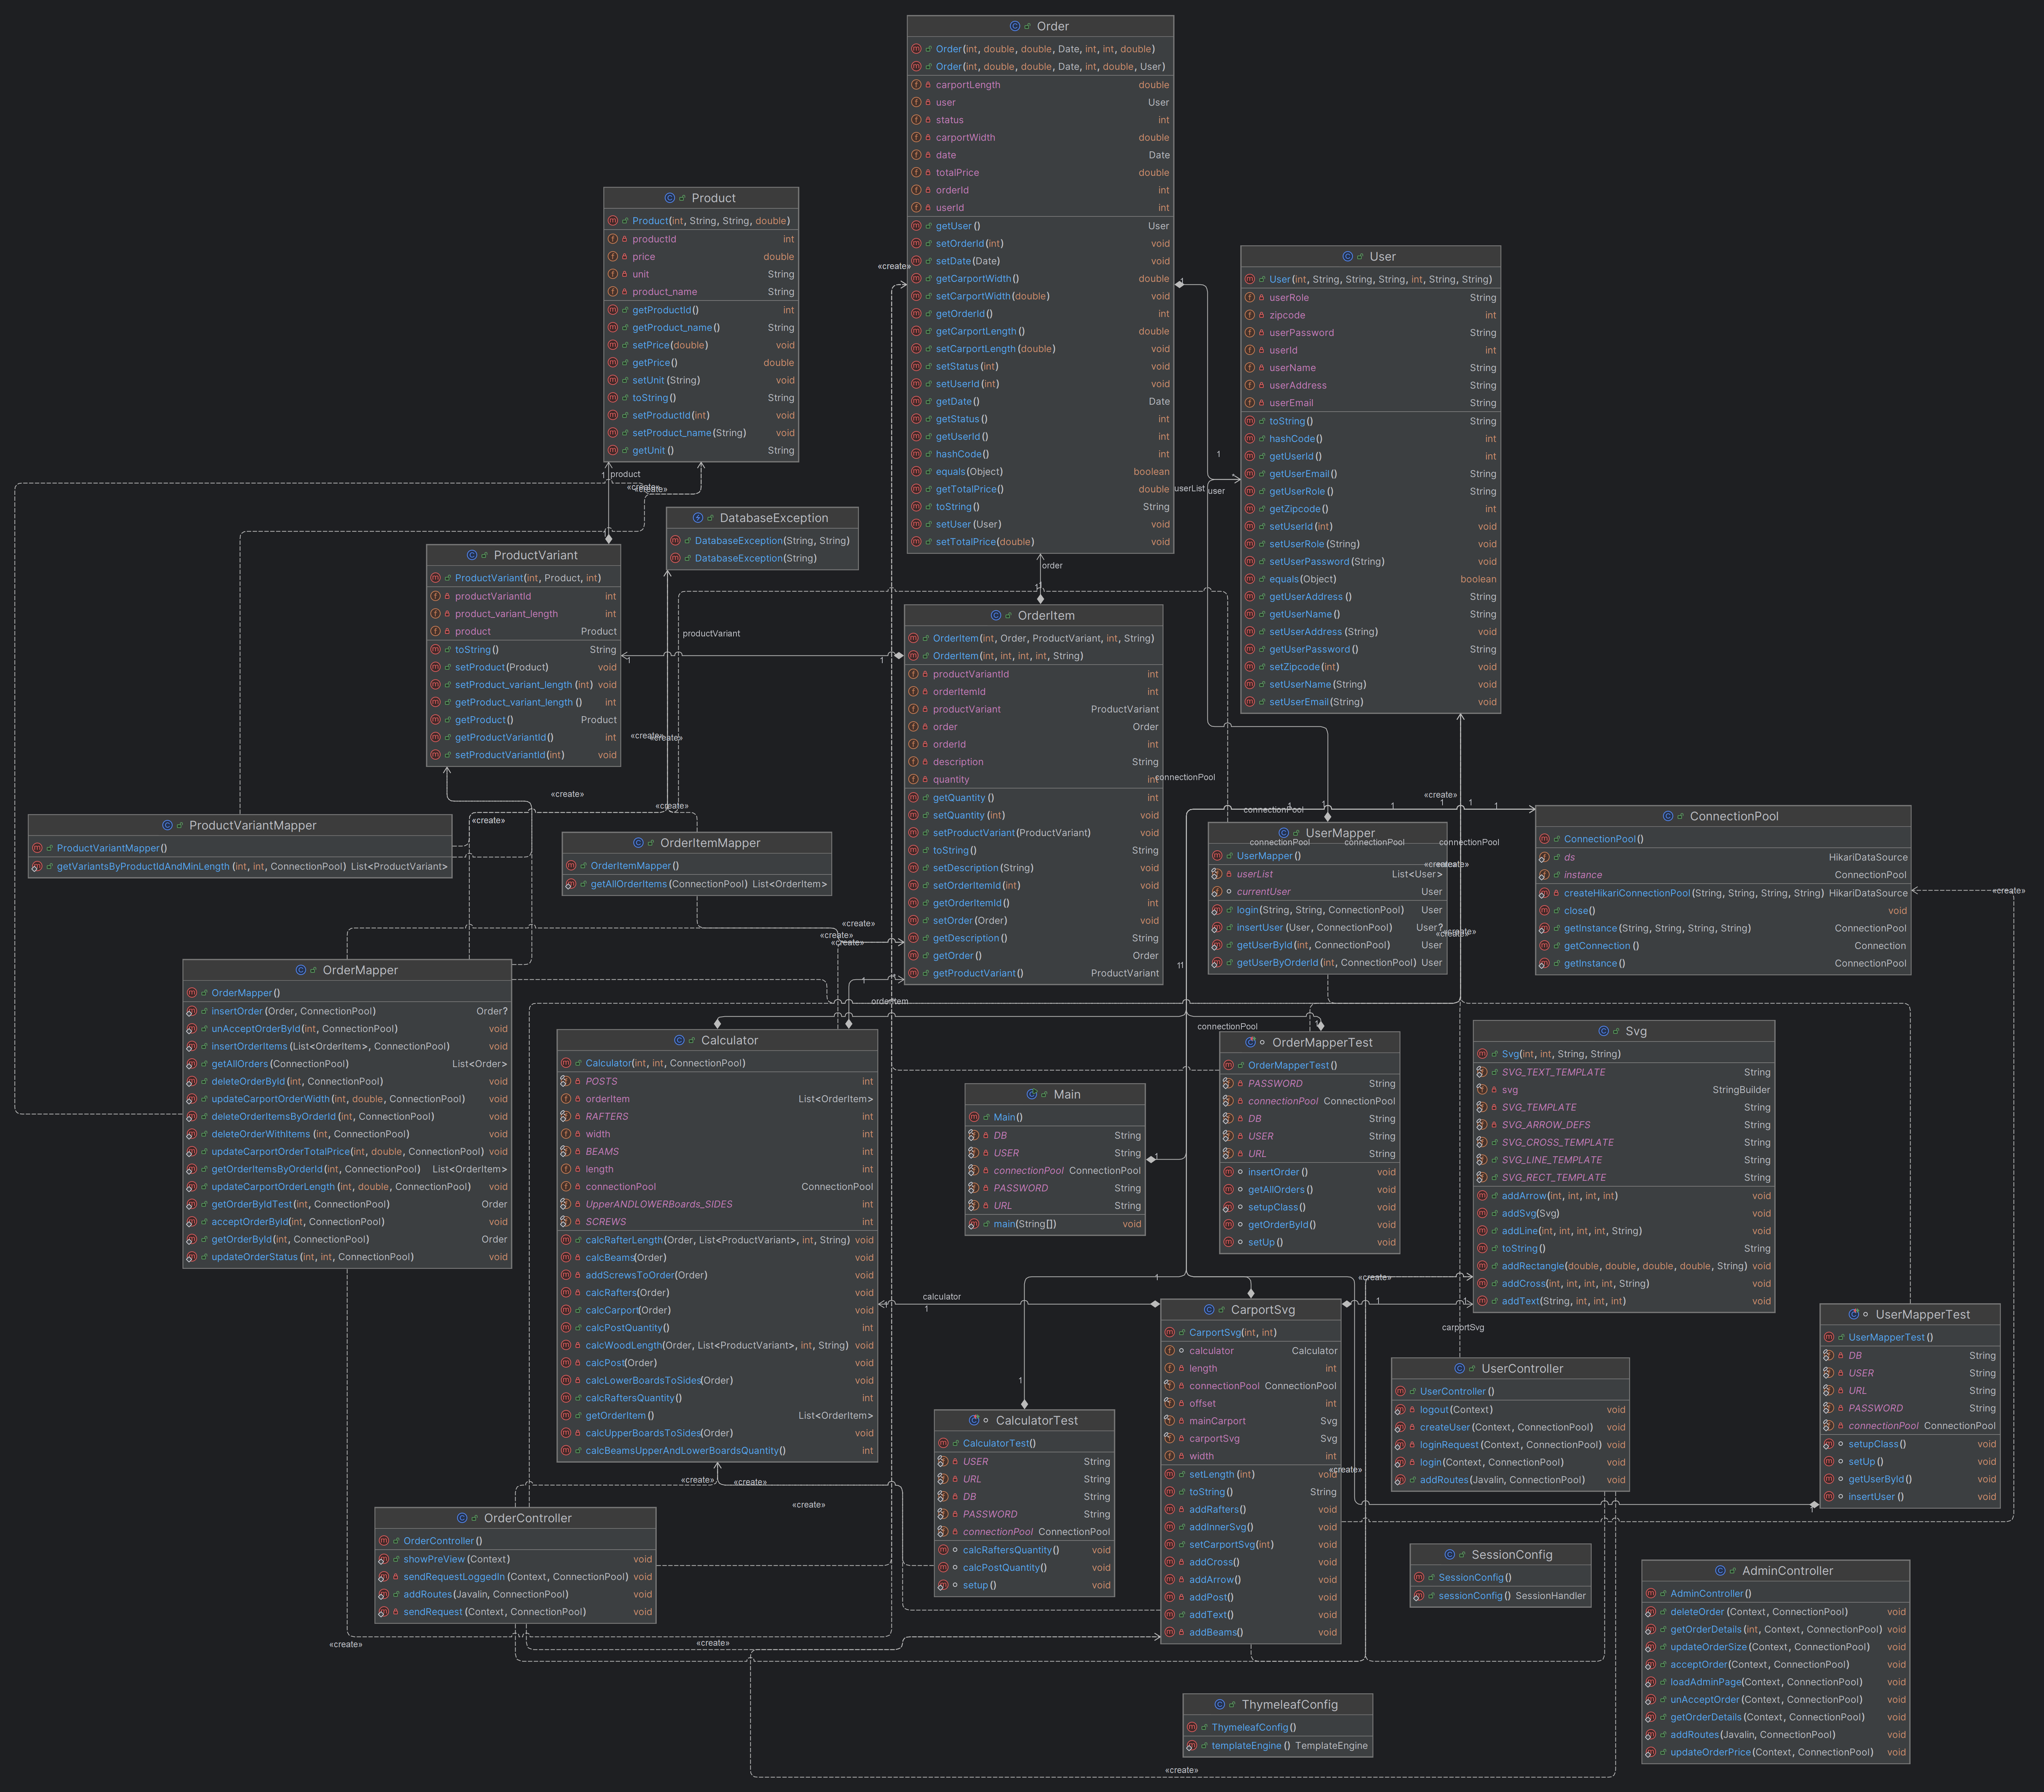 Order
Order(int, double, double, Date, int, int, double)
Order(int, double, double, Date, int, double, User)
carportLength double
user User
status int
carportWidth double
date Date
totalPrice double
orderId int
userId int
getUser() User
setOrderId(int) void
setDate(Date) void
getCarportWidth() double
setCarportWidth(double) void
getOrderId() int
getCarportLength() double
setCarportLength(double) void
setStatus(int) void
setUserId(int) void
getDate() Date
getStatus() int
getUserId() int
hashCode() int
equals(Object) boolean
getTotalPrice() double
toString() String
setUser(User) void
setTotalPrice(double) void
Product
Product(int, String, String, double)
productId int
price double
unit String
product_name String
getProductId() int
getProduct_name() String
setPrice(double) void
getPrice() double
setUnit(String) void
toString() String
setProductId(int) void
setProduct_name(String) void
getUnit() String
User
User(int, String, String, String, int, String, String)
userRole String
zipcode int
userPassword String
userId int
userName String
userAddress String
userEmail String
toString() String
hashCode() int
getUserId() int
getUserEmail() String
getUserRole() String
getZipcode() int
setUserId(int) void
setUserRole(String) void
setUserPassword(String) void
equals(Object) boolean
getUserAddress() String
getUserName() String
setUserAddress(String) void
getUserPassword() String
setZipcode(int) void
setUserName(String) void
setUserEmail(String) void
«create»
1 product
«create»
1
userList
user
order
DatabaseException
DatabaseException(String, String)
DatabaseException(String)
ProductVariant
ProductVariant(int, Product, int)
productVariantId int
product_variant_length int
product Product
toString() String
setProduct(Product) void
setProduct_variant_length(int) void
getProduct_variant_length() int
getProduct() Product
getProductVariantId() int
setProductVariantId(int) void
productVariant
1
1
OrderItem
OrderItem(int, Order, ProductVariant, int, String)
OrderItem(int, int, int, int, String)
productVariantId int
orderItemId int
productVariant ProductVariant
order Order
orderId int
description String
quantity int
getQuantity() int
setQuantity(int) void
setProductVariant(ProductVariant) void
toString() String
setDescription(String) void
setOrderItemId(int) void
getOrderItemId() int
setOrder(Order) void
getDescription() String
getOrder() Order
getProductVariant() ProductVariant
«create»
«create»
«create»
«create»
«create»
connectionPool
«create»
ProductVariantMapper
ProductVariantMapper()
getVariantsByProductIdAndMinLength(int, int, ConnectionPool) List<ProductVariant>
OrderItemMapper
OrderItemMapper()
getAllOrderItems(ConnectionPool) List<OrderItem>
connectionPool
UserMapper
connectionPool connectionPool connectionPool
UserMapper()
userList List<User>
currentUser User
login(String, String, ConnectionPool) User
insertUser(User, ConnectionPool) User?
getUserById(int, ConnectionPool) User
getUserByOrderId(int, ConnectionPool) User
«create»
«create»
ConnectionPool
ConnectionPool()
ds HikariDataSource
instance ConnectionPool
createHikariConnectionPool(String, String, String, String) HikariDataSource
close() void
getInstance(String, String, String, String) ConnectionPool
getConnection() Connection
getInstance() ConnectionPool
«create»
OrderMapper
OrderMapper()
insertOrder(Order, ConnectionPool) Order?
unAcceptOrderById(int, ConnectionPool) void
insertOrderItems(List<OrderItem>, ConnectionPool) void
getAllOrders(ConnectionPool) List<Order>
deleteOrderById(int, ConnectionPool) void
updateCarportOrderWidth(int, double, ConnectionPool) void
deleteOrderItemsByOrderId(int, ConnectionPool) void
deleteOrderWithItems(int, ConnectionPool) void
updateCarportOrderTotalPrice(int, double, ConnectionPool) void
getOrderItemsByOrderId(int, ConnectionPool) List<OrderItem>
updateCarportOrderLength(int, double, ConnectionPool) void
getOrderByIdTest(int, ConnectionPool) Order
acceptOrderById(int, ConnectionPool) void
getOrderById(int, ConnectionPool) Order
updateOrderStatus(int, int, ConnectionPool) void
«create»
«create»
«create»
1
orderItem
connectionPool
Calculator
Calculator(int, int, ConnectionPool)
POSTS int
orderItem List<OrderItem>
RAFTERS int
width int
BEAMS int
length int
connectionPool ConnectionPool
UpperANDLOWERBoards_SIDES int
SCREWS int
calcRafterLength(Order, List<ProductVariant>, int, String) void
calcBeams(Order) void
addScrewsToOrder(Order) void
calcRafters(Order) void
calcCarport(Order) void
calcPostQuantity() int
calcWoodLength(Order, List<ProductVariant>, int, String) void
calcPost(Order) void
calcLowerBoardsToSides(Order) void
calcRaftersQuantity() int
getOrderItem() List<OrderItem>
calcUpperBoardsToSides(Order) void
calcBeamsUpperAndLowerBoardsQuantity() int
Main
Main()
DB String
USER String
connectionPool ConnectionPool
PASSWORD String
URL String
main(String[]) void
OrderMapperTest
OrderMapperTest()
PASSWORD String
connectionPool ConnectionPool
DB String
USER String
URL String
insertOrder() void
getAllOrders() void
setupClass() void
getOrderById() void
setUp() void
Svg
Svg(int, int, String, String)
SVG_TEXT_TEMPLATE String
svg StringBuilder
SVG_TEMPLATE String
SVG_ARROW_DEFS String
SVG_CROSS_TEMPLATE String
SVG_LINE_TEMPLATE String
SVG_RECT_TEMPLATE String
addArrow(int, int, int, int) void
addSvg(Svg) void
addLine(int, int, int, int, String) void
toString() String
addRectangle(double, double, double, double, String) void
addCross(int, int, int, int, String) void
addText(String, int, int, int) void
«create»
calculator
1
1
1
carportSvg
CarportSvg
CarportSvg(int, int)
calculator Calculator
length int
connectionPool ConnectionPool
offset int
mainCarport Svg
carportSvg Svg
width int
setLength(int) void
toString() String
addRafters() void
addInnerSvg() void
setCarportSvg(int) void
addCross() void
addArrow() void
addPost() void
addText() void
addBeams() void
«create»
UserController
UserController()
logout(Context) void
createUser(Context, ConnectionPool) void
loginRequest(Context, ConnectionPool) void
login(Context, ConnectionPool) void
addRoutes(Javalin, ConnectionPool) void
UserMapperTest
UserMapperTest()
DB String
USER String
URL String
PASSWORD String
connectionPool ConnectionPool
setupClass() void
setUp() void
getUserById() void
insertUser() void
CalculatorTest
CalculatorTest()
USER String
URL String
DB String
PASSWORD String
connectionPool ConnectionPool
calcRaftersQuantity() void
calcPostQuantity() void
setup() void
«create»
«create»
«create»
OrderController
OrderController()
showPreView(Context) void
sendRequestLoggedIn(Context, ConnectionPool) void
addRoutes(Javalin, ConnectionPool) void
sendRequest(Context, ConnectionPool) void
«create»
«create»
SessionConfig
SessionConfig()
sessionConfig() SessionHandler
AdminController
AdminController()
deleteOrder(Context, ConnectionPool) void
getOrderDetails(int, Context, ConnectionPool) void
updateOrderSize(Context, ConnectionPool) void
acceptOrder(Context, ConnectionPool) void
loadAdminPage(Context, ConnectionPool) void
unAcceptOrder(Context, ConnectionPool) void
getOrderDetails(Context, ConnectionPool) void
addRoutes(Javalin, ConnectionPool) void
updateOrderPrice(Context, ConnectionPool) void
ThymeleafConfig
ThymeleafConfig()
templateEngine() TemplateEngine
«create»